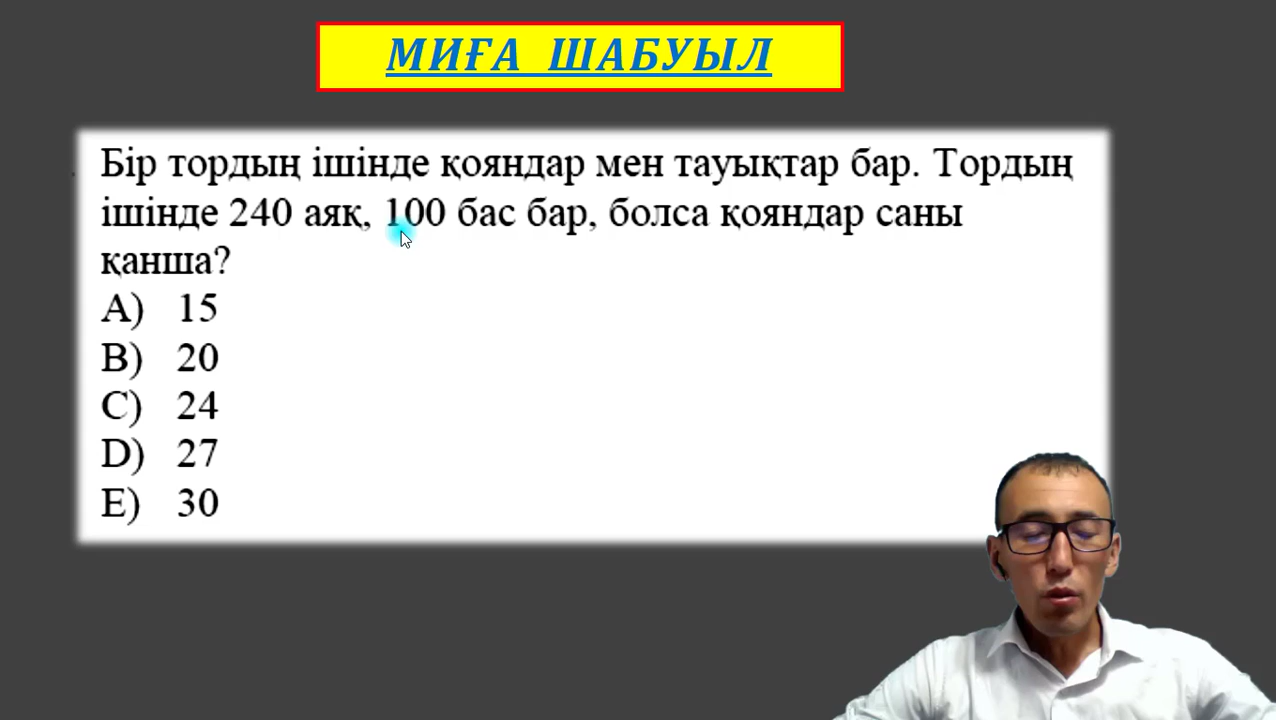 МИҒА ШАБУЫЛ
Бір тордың ішінде қояндар мен тауықтар бар. Тордың
ішінде 240 аяқ, 100 бас бар, болса қояндар саны
қанша?
A) 15
B) 20
C) 24
D) 27
E) 30